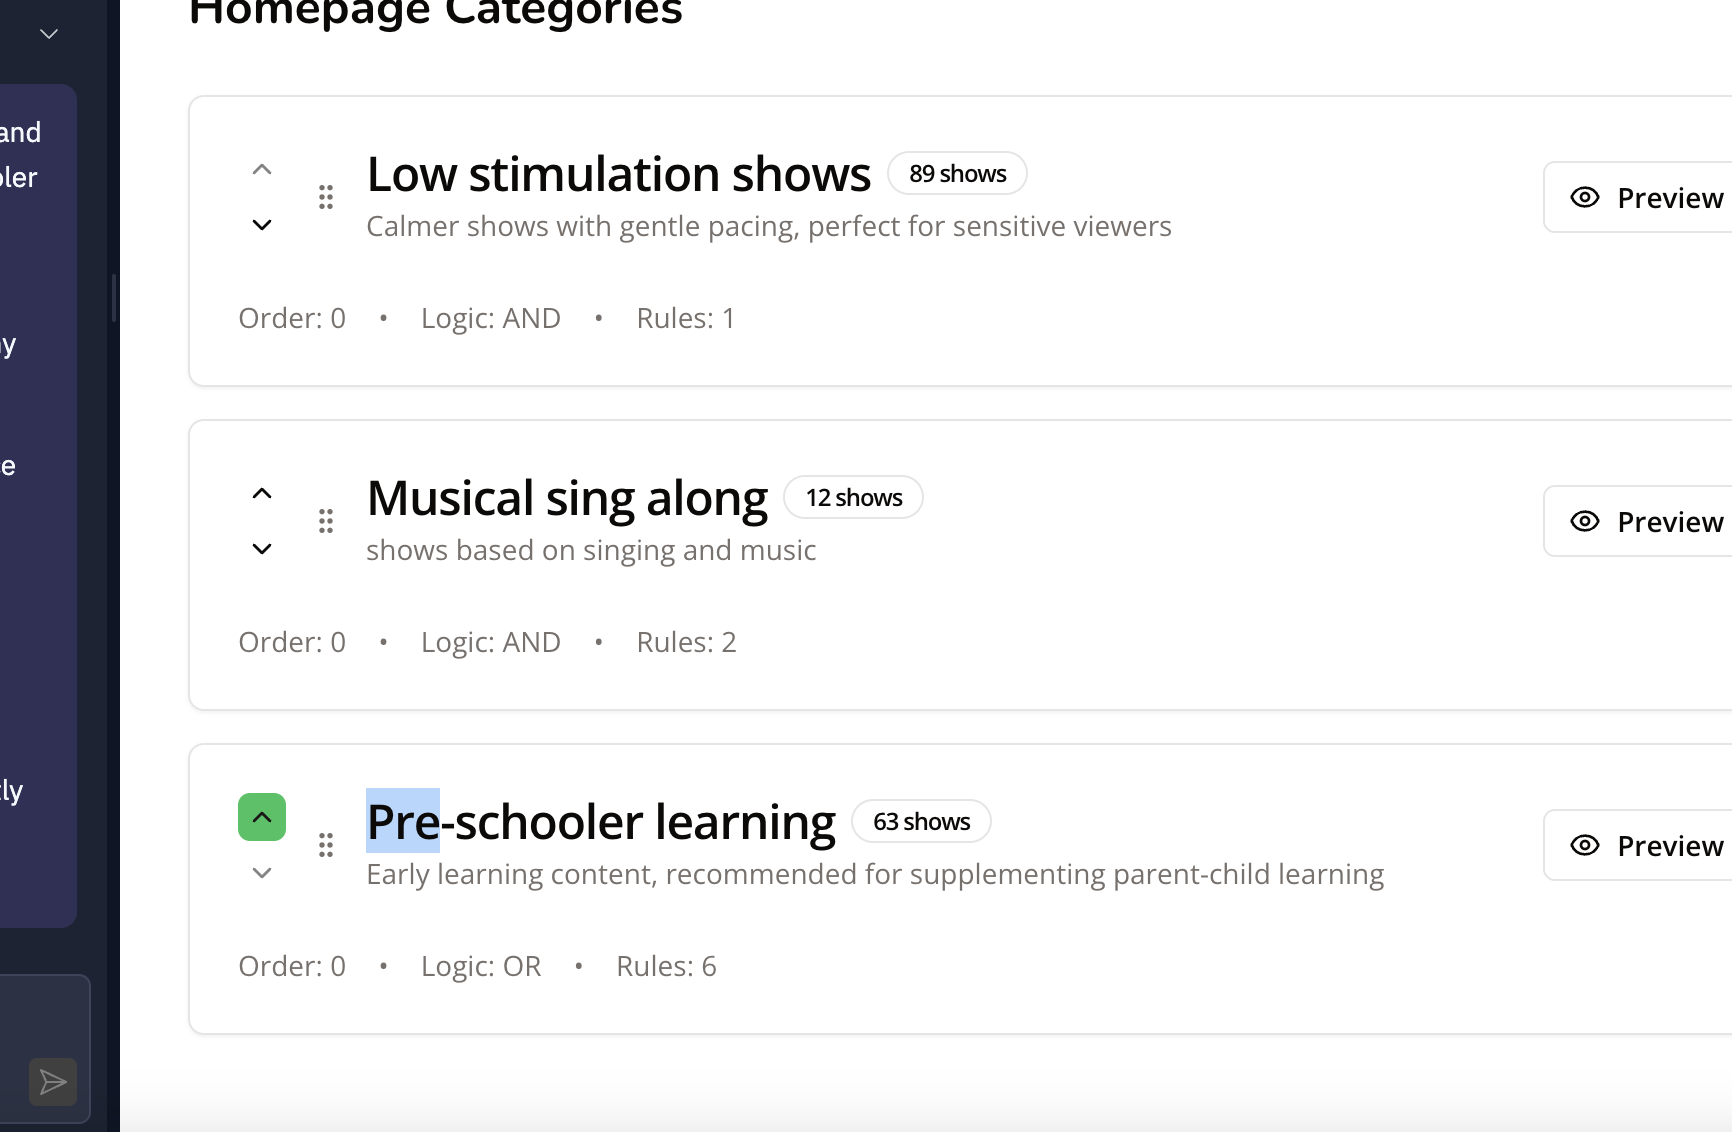 Homepage Categories
and
oler
Low stimulation shows 89 shows
Calmer shows with gentle pacing, perfect for sensitive viewers
Preview
Order: 0 • Logic: AND • Rules: 1
y
e
Musical sing along 12 shows
shows based on singing and music
Preview
Order: 0 • Logic: AND • Rules: 2
ly
Pre-schooler learning 63 shows
Early learning content, recommended for supplementing parent-child learning
Preview
Order: 0 • Logic: OR • Rules: 6